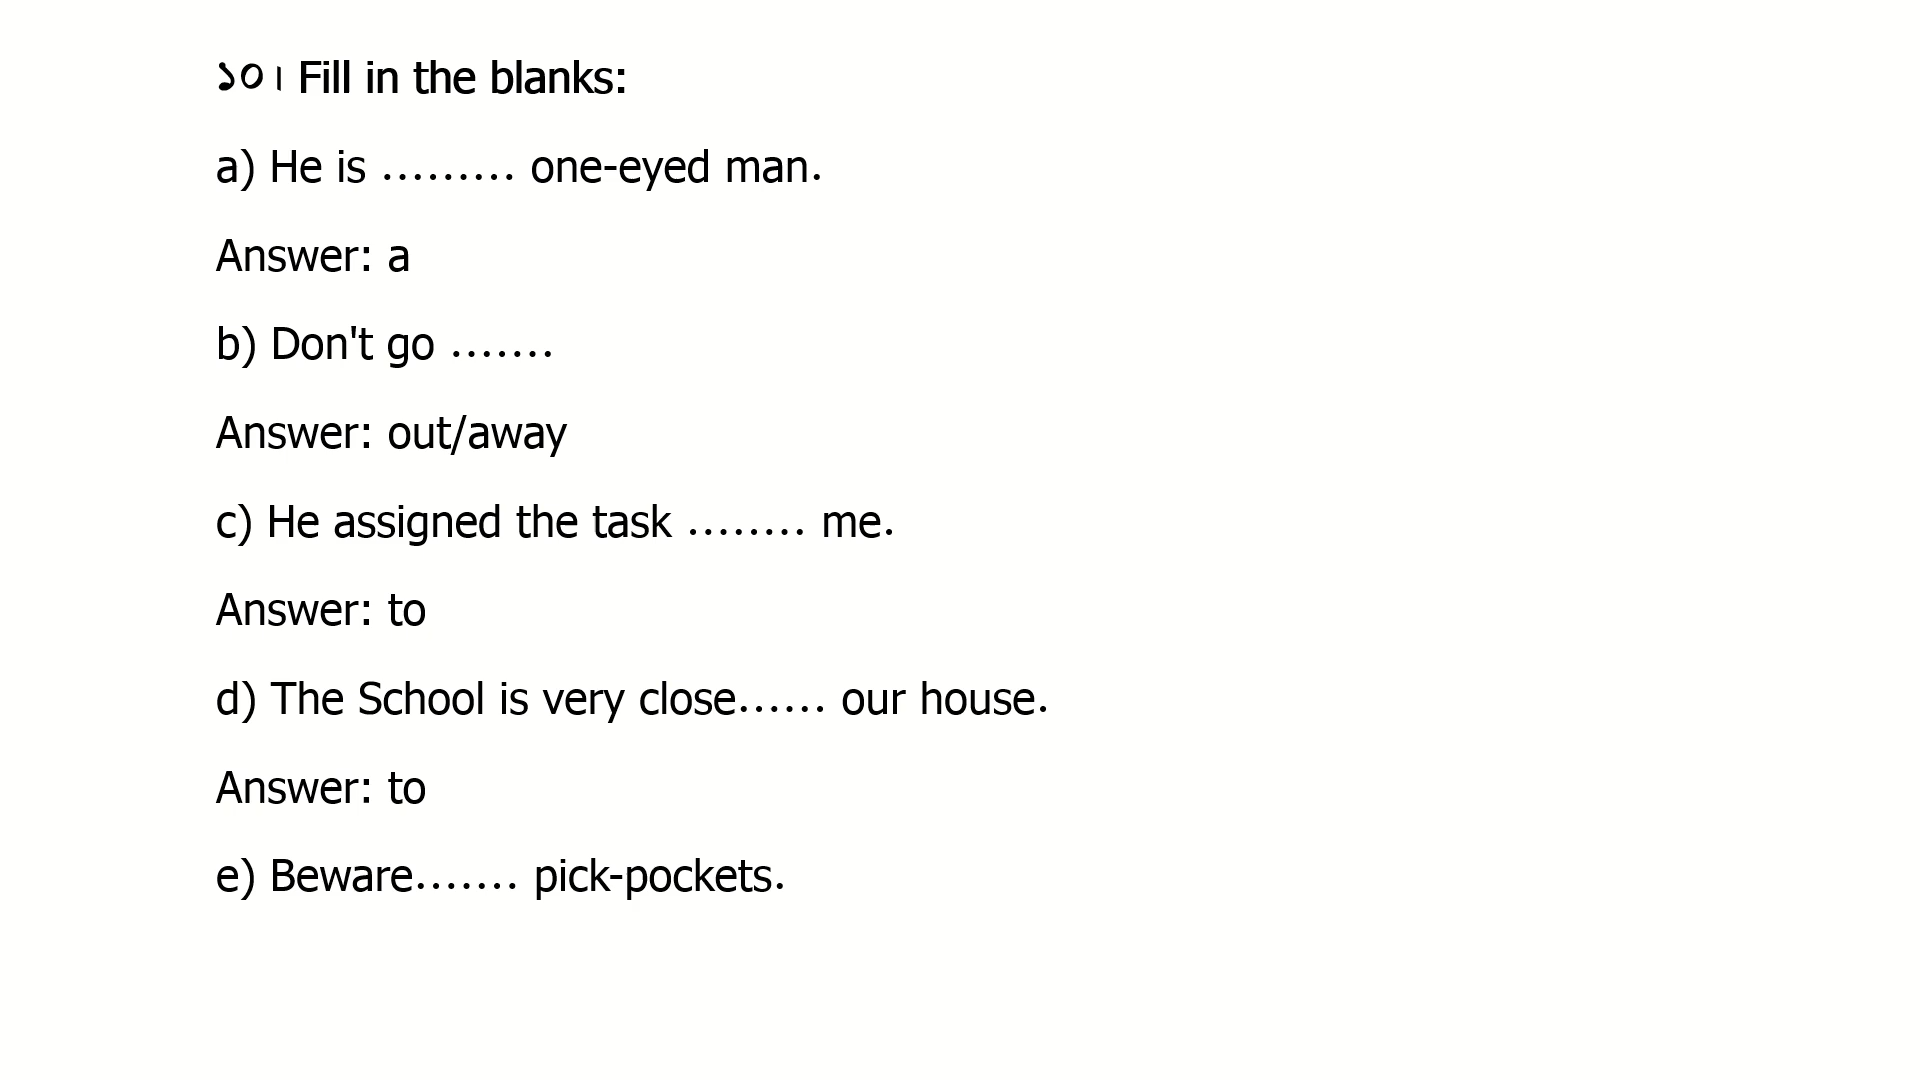 ১০। Fill in the blanks:
a) He is ......... one-eyed man.
Answer: a
b) Don't go .......
Answer: out/away
c) He assigned the task ........ me.
Answer: to
d) The School is very close...... our house.
Answer: to
e) Beware....... pick-pockets.